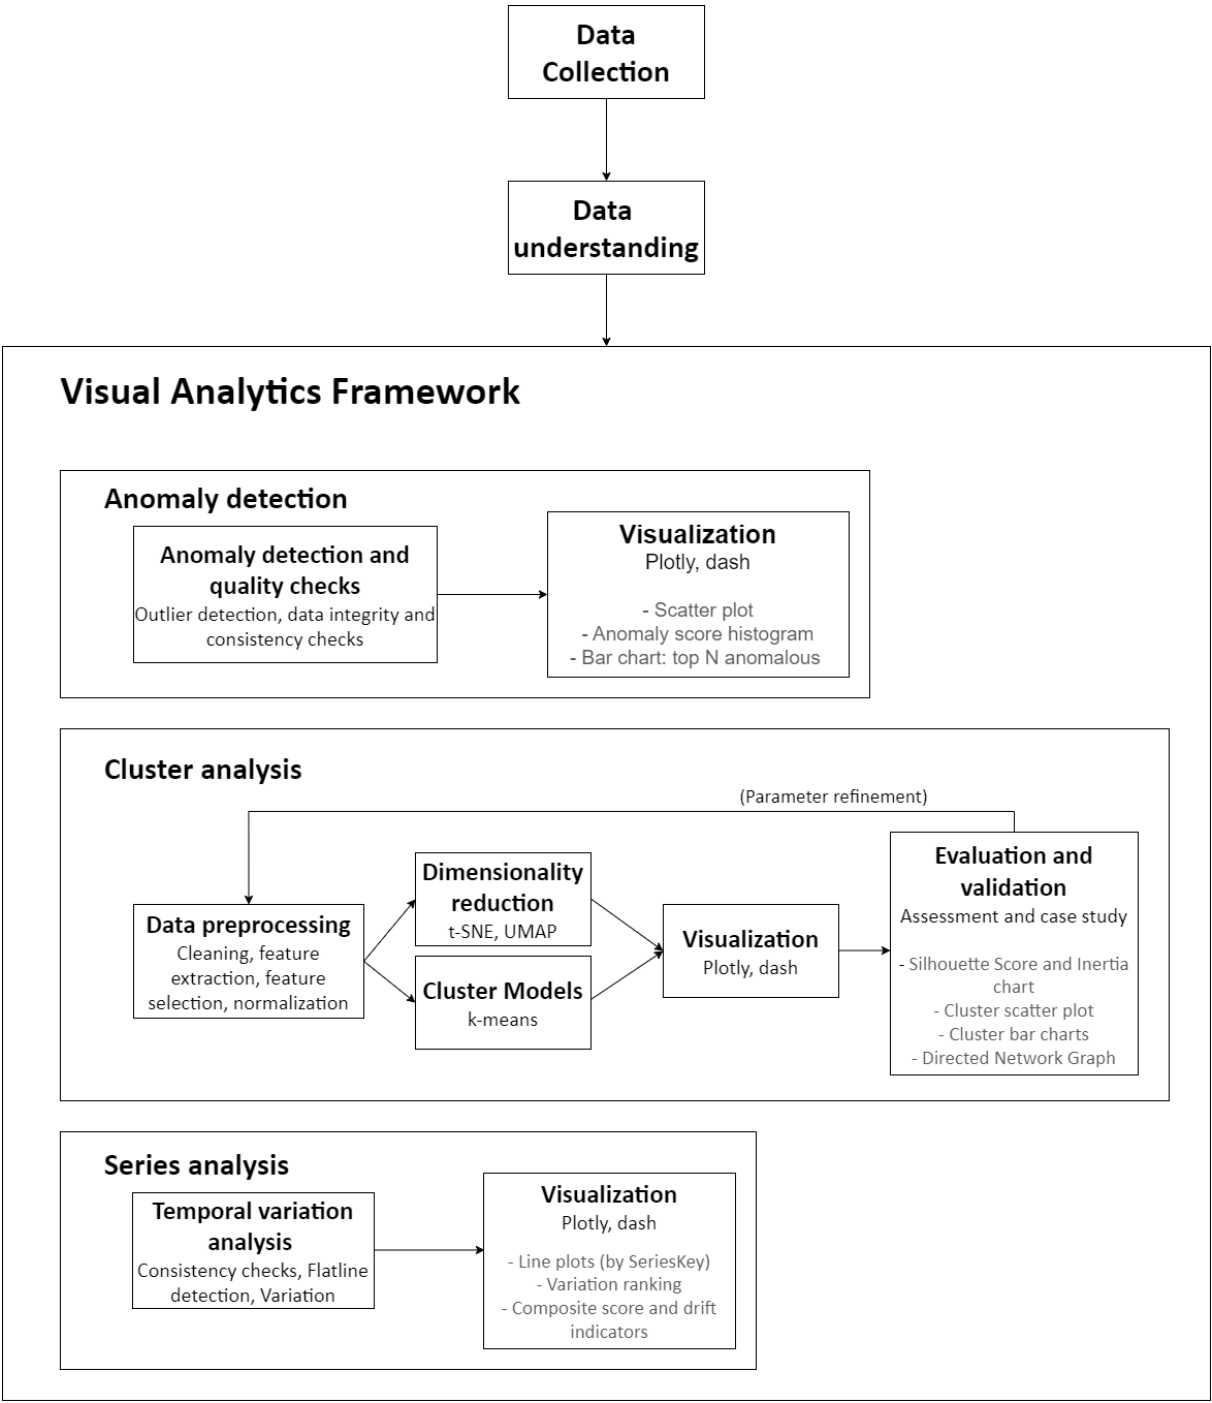 Data
Collection
Data
understanding
Visual Analytics Framework
Anomaly detection
Anomaly detection and
quality checks
Outlier detection, data integrity and
consistency checks
Visualization
Plotly, dash
- Scatter plot
- Anomaly score histogram
- Bar chart: top N anomalous
Cluster analysis
(Parameter refinement)
Data preprocessing
Cleaning, feature
extraction, feature
selection, normalization
Dimensionality
reduction
t-SNE, UMAP
Cluster Models
k-means
Visualization
Plotly, dash
Evaluation and
validation
Assessment and case study
- Silhouette Score and Inertia
chart
- Cluster scatter plot
- Cluster bar charts
- Directed Network Graph
Series analysis
Temporal variation
analysis
Consistency checks, Flatline
detection, Variation
Visualization
Plotly, dash
- Line plots (by SeriesKey)
- Variation ranking
- Composite score and drift
indicators